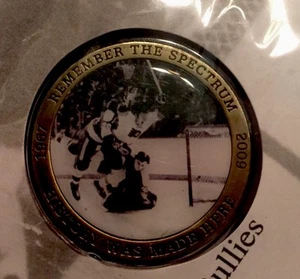 REMEMBER THE SPECTRUM
1967
2009
HISTORY WAS MADE HERE
ullies